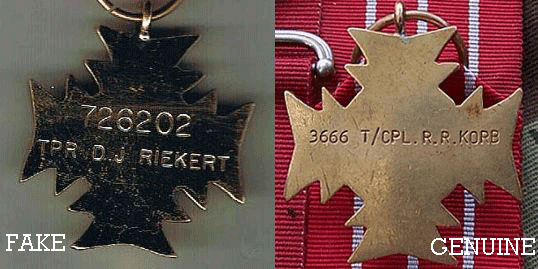 726202
TPR. D.J RIEKERT
FAKE
3666 T/CPL. R.R. KORB
GENUINE